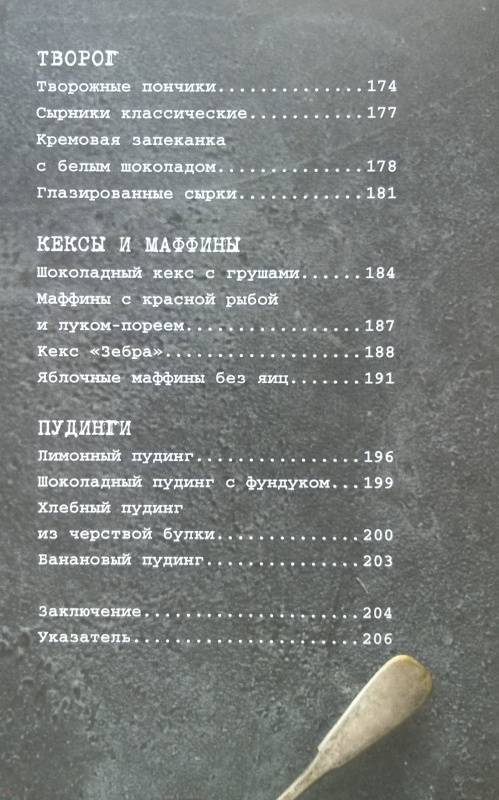 ТВОРОГ
Творожные пончики..............174
Сырники классические...........177
Кремовая запеканка
с белым шоколадом..............178
Глазированные сырки............181
КЕКСЫ И МАФФИНЫ
Шоколадный кекс с грушами......184
Маффины с красной рыбой
и луком-пореем.................187
Кекс «Зебра»...................188
Яблочные маффины без яиц.......191
ПУДИНГИ
Лимонный пудинг................196
Шоколадный пудинг с фундуком...199
Хлебный пудинг
из черствой булки..............200
Банановый пудинг...............203
Заключение.....................204
Указатель......................206